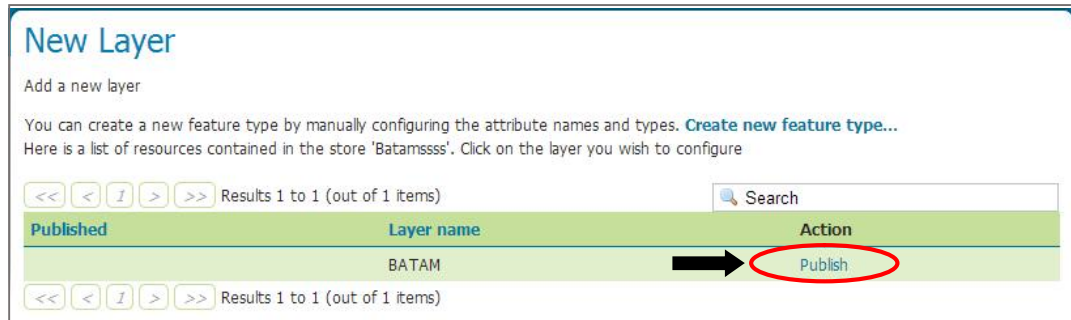 New Layer
Add a new layer
You can create a new feature type by manually configuring the attribute names and types. Create new feature type...
Here is a list of resources contained in the store 'Batamssss'. Click on the layer you wish to configure
<< < 1 > >> Results 1 to 1 (out of 1 items) Search
Published Layer name Action
BATAM Publish
<< < 1 > >> Results 1 to 1 (out of 1 items)